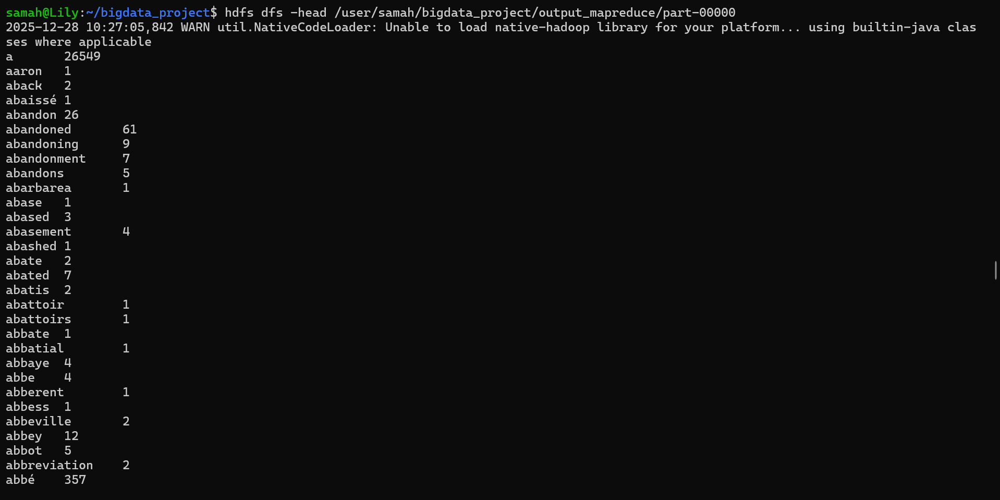 samah@Lily:~/bigdata_project$ hdfs dfs -head /user/samah/bigdata_project/output_mapreduce/part-00000
2025-12-28 10:27:05,842 WARN util.NativeCodeLoader: Unable to load native-hadoop library for your platform... using builtin-java clas
ses where applicable
a	26549
aaron	1
aback	2
abaissé	1
abandon	26
abandoned	61
abandoning	9
abandonment	7
abandons	5
abarbarea	1
abase	1
abased	3
abasement	4
abashed	1
abate	2
abated	7
abatis	2
abattoir	1
abattoirs	1
abbate	1
abbatial	1
abbaye	4
abbe	4
abberent	1
abbess	1
abbeville	2
abbey	12
abbot	5
abbreviation	2
abbé	357